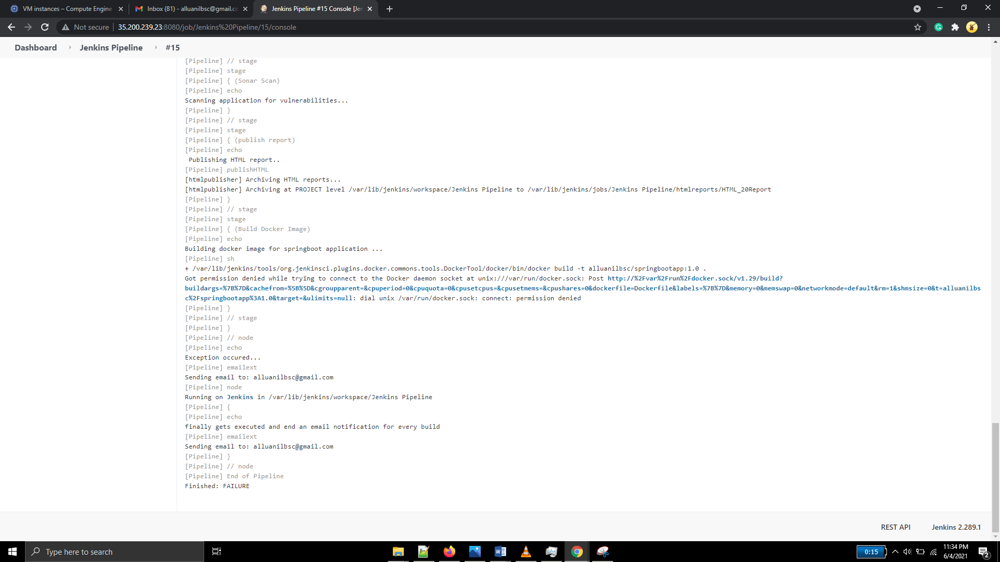 VM instances – Compute Engine
Inbox (81) - alluanilbsc@gmail.co
Jenkins Pipeline #15 Console [Jen
Not secure
35.200.239.23:8080/job/Jenkins%20Pipeline/15/console
Dashboard
Jenkins Pipeline
#15
[Pipeline] // stage
[Pipeline] stage
[Pipeline] { (Sonar Scan)
[Pipeline] echo
Scanning application for vulnerabilities...
[Pipeline] }
[Pipeline] // stage
[Pipeline] stage
[Pipeline] { (publish report)
[Pipeline] echo
Publishing HTML report..
[Pipeline] publishHTML
[htmlpublisher] Archiving HTML reports...
[htmlpublisher] Archiving at PROJECT level /var/lib/jenkins/workspace/Jenkins Pipeline to /var/lib/jenkins/jobs/Jenkins Pipeline/htmlreports/HTML_20Report
[Pipeline] }
[Pipeline] // stage
[Pipeline] stage
[Pipeline] { (Build Docker Image)
[Pipeline] echo
Building docker image for springboot application ...
[Pipeline] sh
+ /var/lib/jenkins/tools/org.jenkinsci.plugins.docker.commons.tools.DockerTool/docker/bin/docker build -t alluanilbsc/springbootapp:1.0 .
Got permission denied while trying to connect to the Docker daemon socket at unix:///var/run/docker.sock: Post http://%2Fvar%2Frun%2Fdocker.sock/v1.29/build?
buildargs=%7B%7D&cachefrom=%5B%5D&cgroupparent=&cpuperiod=0&cpuquota=0&cpusetcpus=&cpusetmems=&cpushares=0&dockerfile=Dockerfile&labels=%7B%7D&memory=0&memswap=0&networkmode=default&rm=1&shmsize=0&t=alluanilbs
c%2Fspringbootapp%3A1.0&target=&ulimits=null: dial unix /var/run/docker.sock: connect: permission denied
[Pipeline] }
[Pipeline] // stage
[Pipeline] }
[Pipeline] // node
[Pipeline] echo
Exception occured...
[Pipeline] emailext
Sending email to: alluanilbsc@gmail.com
[Pipeline] node
Running on Jenkins in /var/lib/jenkins/workspace/Jenkins Pipeline
[Pipeline] {
[Pipeline] echo
finally gets executed and end an email notification for every build
[Pipeline] emailext
Sending email to: alluanilbsc@gmail.com
[Pipeline] }
[Pipeline] // node
[Pipeline] End of Pipeline
Finished: FAILURE
REST API
Jenkins 2.289.1
Type here to search
0:15
11:34 PM
6/4/2021
2